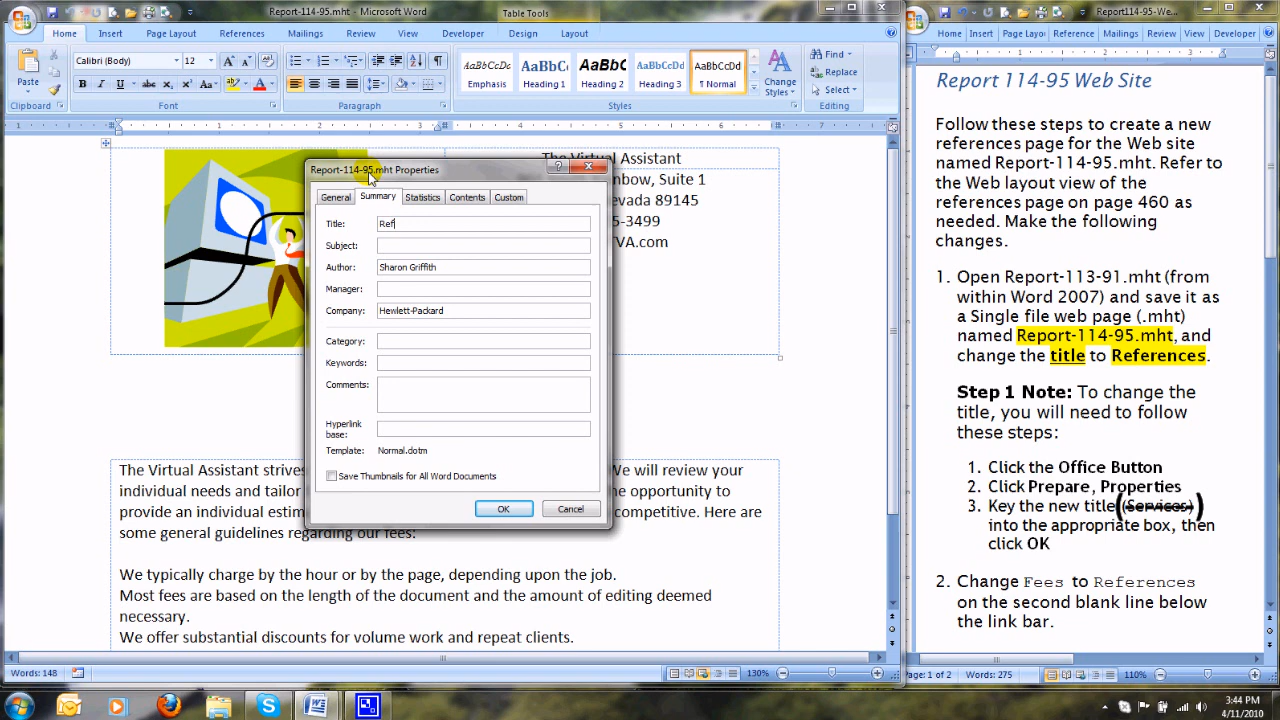 Report-114-95.mht - Microsoft Word
Table Tools
Home Insert Page Layout References Mailings Review View Developer Design Layout
Paste
Clipboard
Calibri (Body) 12
Font
Paragraph
AaBbCcDd AaBbC AaBbCc AaBbCcDd AaBbCcDd
Emphasis Heading 1 Heading 2 Heading 3 ¶ Normal
Change Styles
Styles
Find
Replace
Select
Editing
Report-114-95.mht Properties
General Summary Statistics Contents Custom
Title: Ref
Subject:
Author: Sharon Griffith
Manager:
Company: Hewlett-Packard
Category:
Keywords:
Comments:
Hyperlink
base:
Template: Normal.dotm
Save Thumbnails for All Word Documents
OK Cancel
Assistant
Suite 1
89145
-3499
The Virtual Assistant strives We will review your
individual needs and tailor the opportunity to
provide an individual estim competitive. Here are
some general guidelines regarding our fees:
We typically charge by the hour or by the page, depending upon the job.
Most fees are based on the length of the document and the amount of editing deemed
necessary.
We offer substantial discounts for volume work and repeat clients.
Words: 148
130%
Report114-95-We...
Home Insert Page Layou Reference Mailings Review View Developer
Report 114-95 Web Site
Follow these steps to create a new
references page for the Web site
named Report-114-95.mht. Refer to
the Web layout view of the
references page on page 460 as
needed. Make the following
changes.
1. Open Report-113-91.mht (from
within Word 2007) and save it as
a Single file web page (.mht)
named Report-114-95.mht, and
change the title to References.
Step 1 Note: To change the
title, you will need to follow
these steps:
1. Click the Office Button
2. Click Prepare, Properties
3. Key the new title (Services)
into the appropriate box, then
click OK
2. Change Fees to References
on the second blank line below
the link bar.
Page: 1 of 2 Words: 275
110%
3:44 PM
4/11/2010